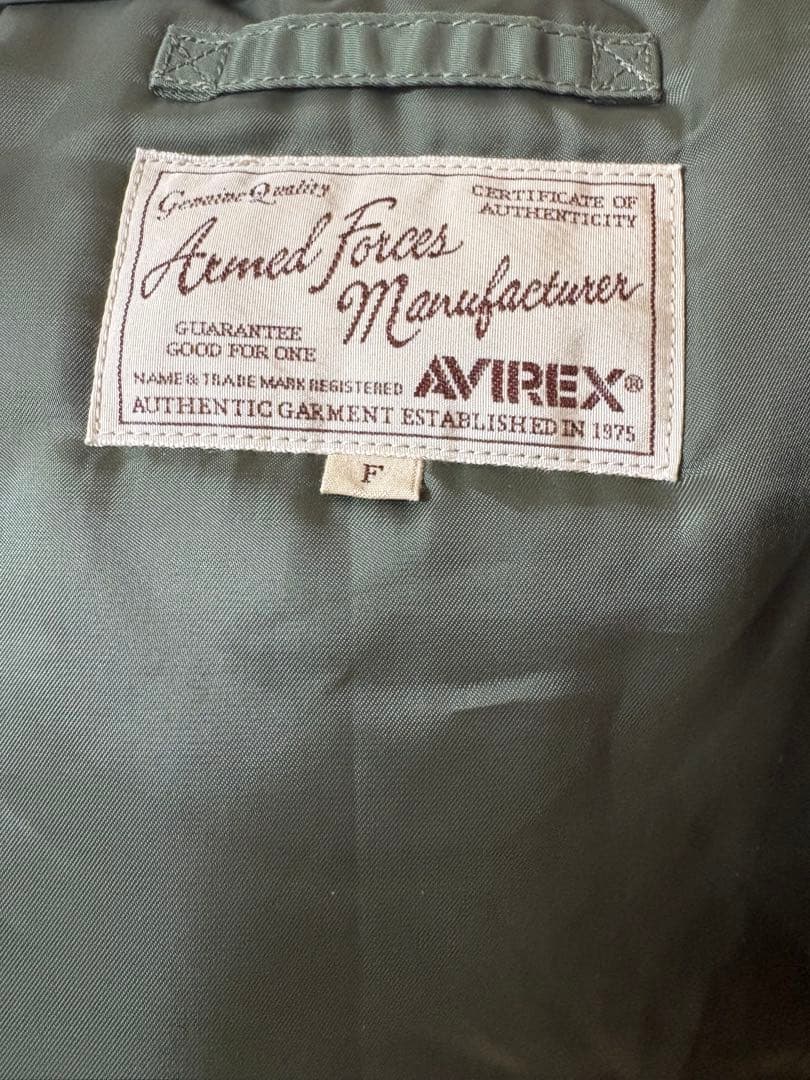 Genuine Quality
CERTIFICATE OF
AUTHENTICITY
Armed Forces
Manufacturer
GUARANTEE
GOOD FOR ONE
NAME & TRADE MARK REGISTERED AVIREX®
AUTHENTIC GARMENT ESTABLISHED IN 1975
F